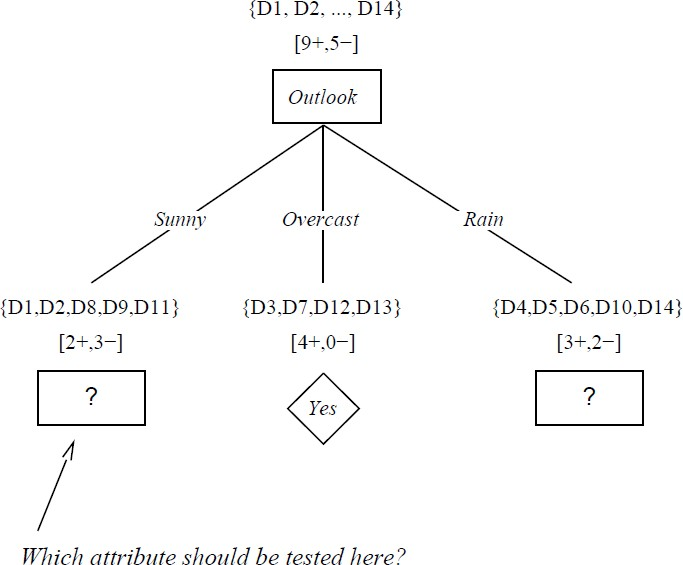 {D1, D2, ..., D14}
[9+,5−]
Outlook
Sunny
Overcast
Rain
{D1,D2,D8,D9,D11}
{D3,D7,D12,D13}
{D4,D5,D6,D10,D14}
[2+,3−]
[4+,0−]
[3+,2−]
?
Yes
?
Which attribute should be tested here?